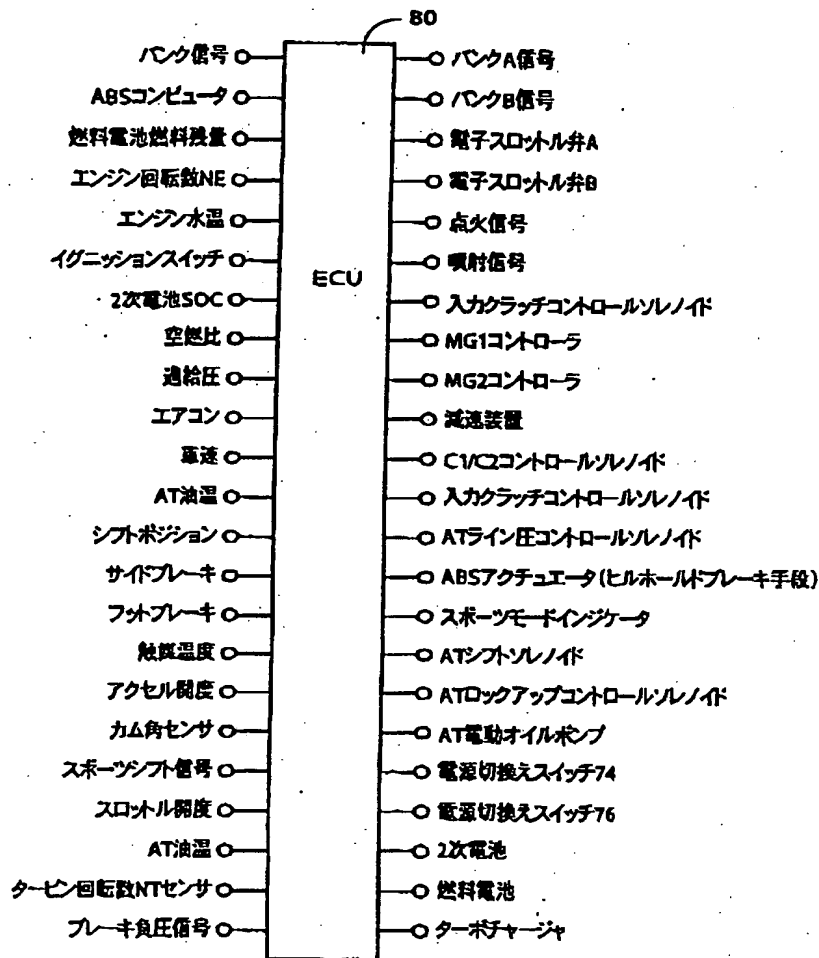 80
バンク信号
ABSコンピュータ
燃料電池燃料残量
エンジン回転数NE
エンジン水温
イグニッションスイッチ
2次電池SOC
空燃比
過給圧
エアコン
車速
AT油温
シフトポジション
サイドブレーキ
フットブレーキ
触媒温度
アクセル開度
カム角センサ
スポーツシフト信号
スロットル開度
AT油温
タービン回転数NTセンサ
ブレーキ負圧信号
ECU
バンクA信号
バンクB信号
電子スロットル弁A
電子スロットル弁B
点火信号
噴射信号
入力クラッチコントロールソレノイド
MG1コントローラ
MG2コントローラ
減速装置
C1/C2コントロールソレノイド
入力クラッチコントロールソレノイド
ATライン圧コントロールソレノイド
ABSアクチュエータ(ヒルホールドブレーキ手段)
スポーツモードインジケータ
ATシフトソレノイド
ATロックアップコントロールソレノイド
AT電動オイルポンプ
電源切換えスイッチ74
電源切換えスイッチ76
2次電池
燃料電池
ターボチャージャ